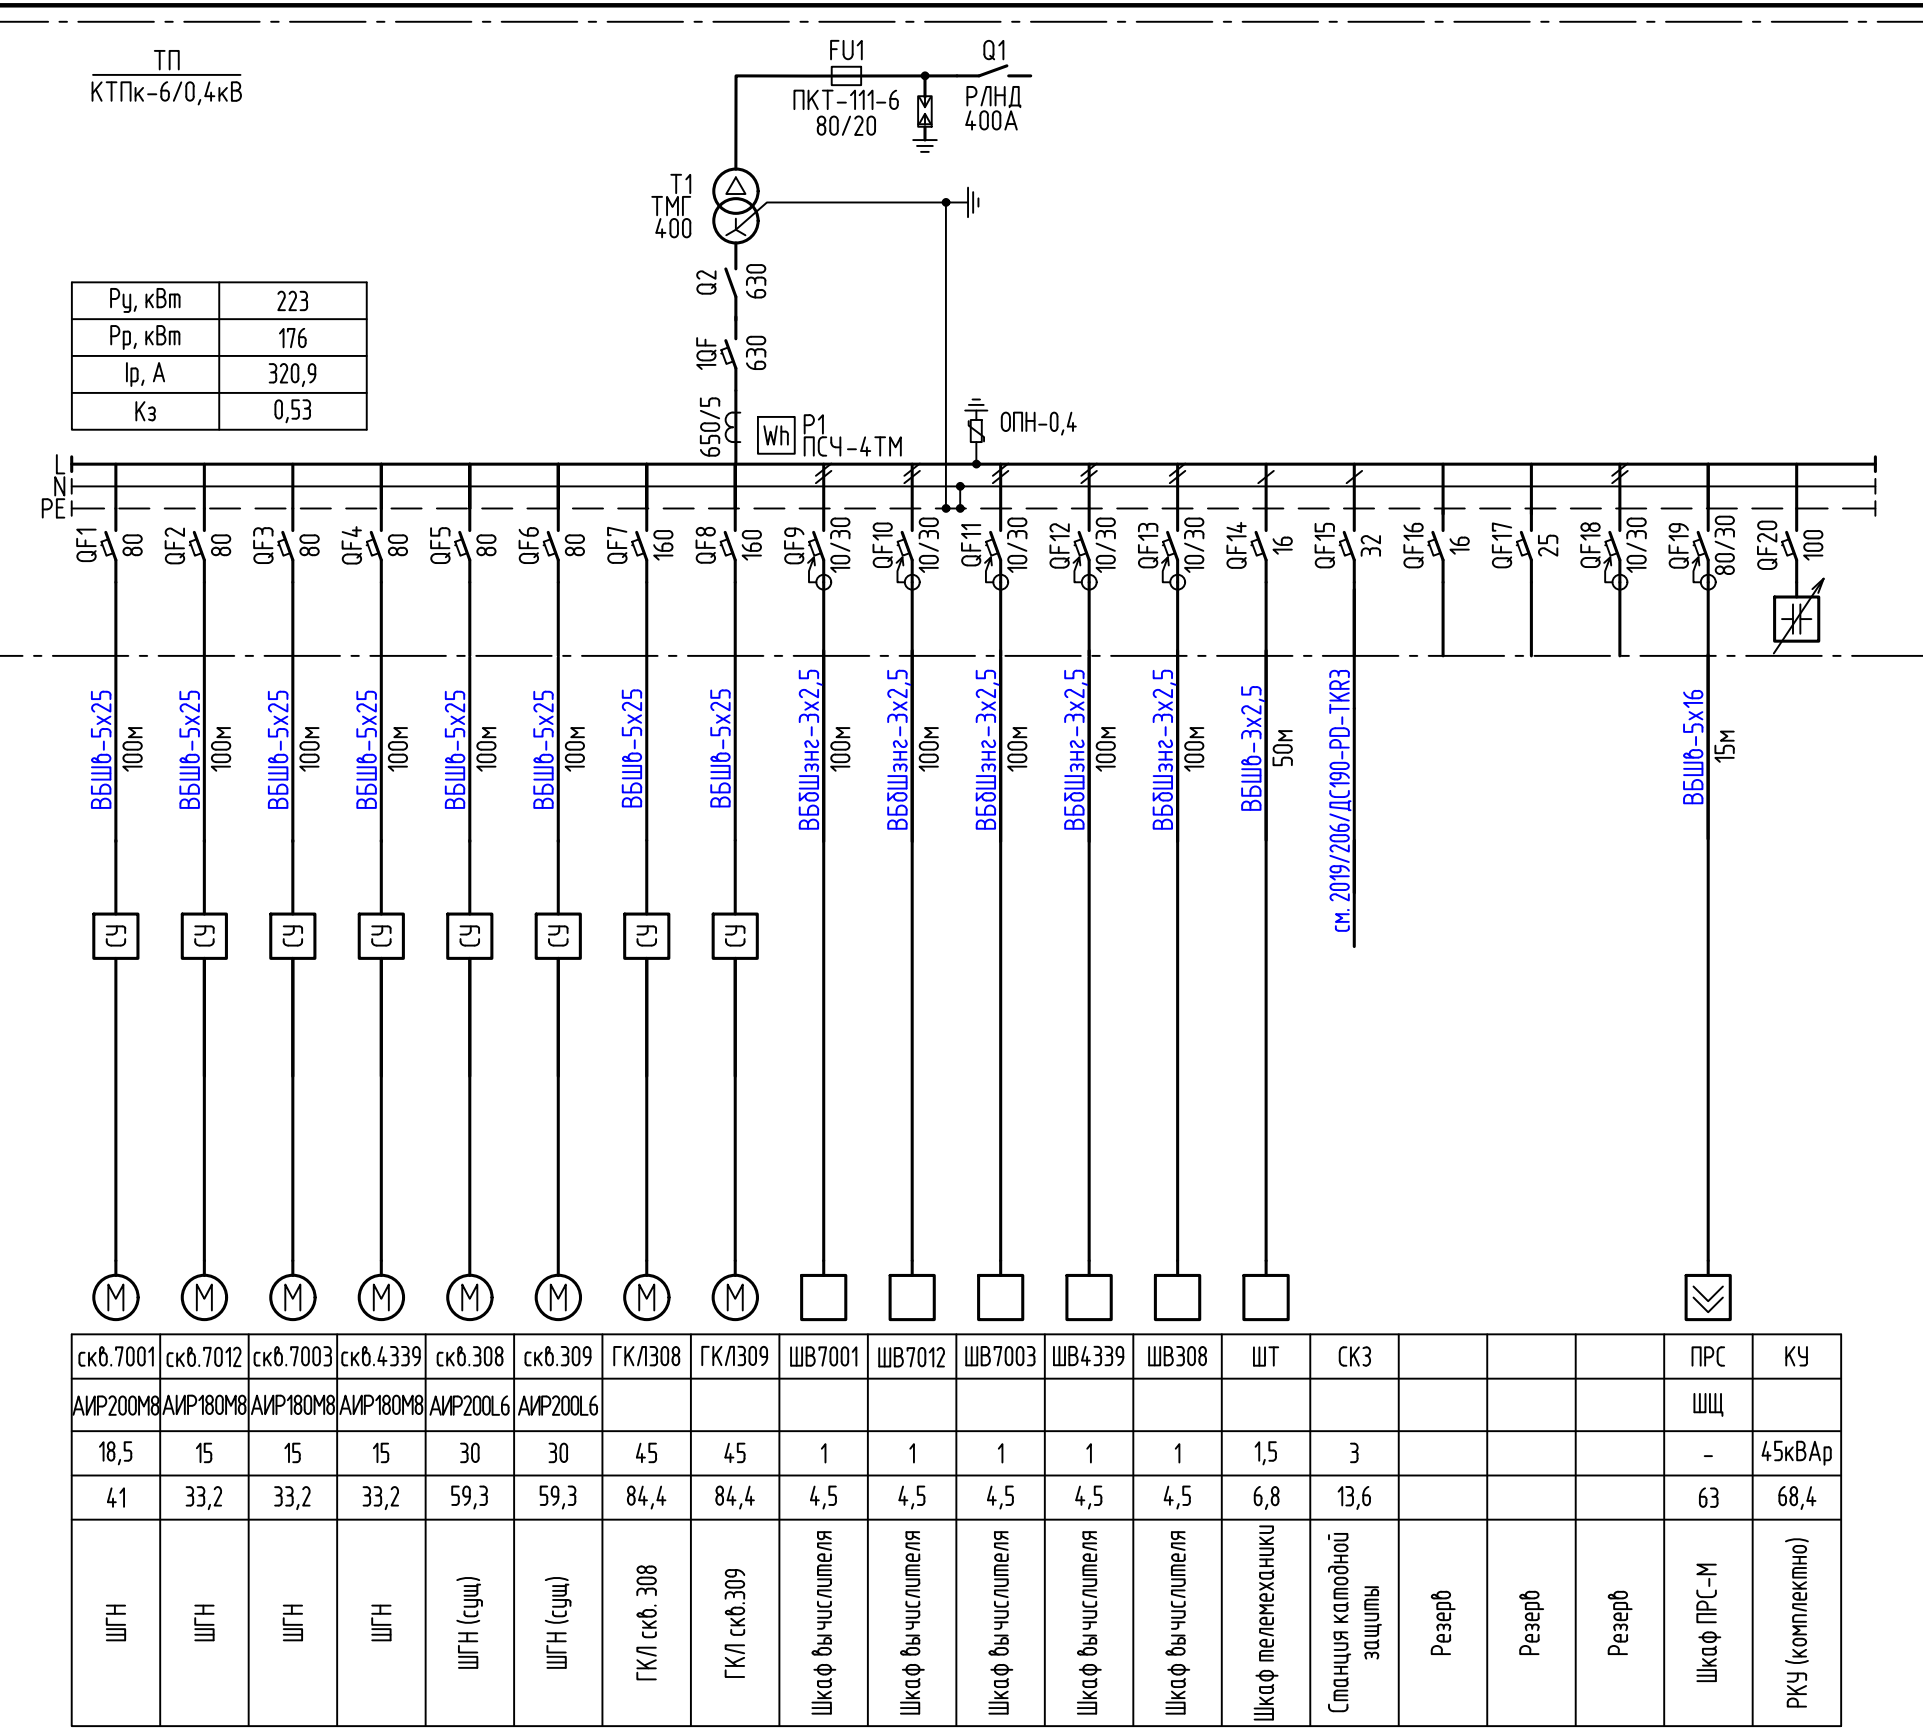 ТП
КТПк-6/0,4кВ
FU1
ПКТ-111-6
80/20
Q1
РЛНД
400А
Т1
ТМГ
400
Q2
630
1QF
630
650/5
Wh
Р1
ПСЧ-4ТМ
ОПН-0,4
Ру, кВт 223
Рр, кВт 176
Iр, А 320,9
Кз 0,53
L
N
PE
QF1 80
QF2 80
QF3 80
QF4 80
QF5 80
QF6 80
QF7 160
QF8 160
QF9 10/30
QF10 10/30
QF11 10/30
QF12 10/30
QF13 10/30
QF14 16
QF15 32
QF16 16
QF17 25
QF18 10/30
QF19 80/30
QF20 100
ВБШв-5х25 100м
ВБШв-5х25 100м
ВБШв-5х25 100м
ВБШв-5х25 100м
ВБШв-5х25 100м
ВБШв-5х25 100м
ВБШв-5х25
ВБШв-5х25
ВБбШзнг-3х2,5 100м
ВБбШзнг-3х2,5 100м
ВБбШзнг-3х2,5 100м
ВБбШзнг-3х2,5 100м
ВБбШзнг-3х2,5 100м
ВБШв-3х2,5 50м
см. 2019/206/ДС190-PD-TKR3
ВБШв-5х16 15м
СУ СУ СУ СУ СУ СУ СУ СУ
М М М М М М М М
скв.7001 скв.7012 скв.7003 скв.4339 скв.308 скв.309 ГКЛ308 ГКЛ309 ШВ7001 ШВ7012 ШВ7003 ШВ4339 ШВ308 ШТ СКЗ ПРС КУ
АИР200М8 АИР180М8 АИР180М8 АИР180М8 АИР200L6 АИР200L6 ШЩ
18,5 15 15 15 30 30 45 45 1 1 1 1 1 1,5 3 - 45кВАр
41 33,2 33,2 33,2 59,3 59,3 84,4 84,4 4,5 4,5 4,5 4,5 4,5 6,8 13,6 63 68,4
ШГН
ШГН
ШГН
ШГН
ШГН (сущ)
ШГН (сущ)
ГКЛ скв. 308
ГКЛ скв.309
Шкаф вычислителя
Шкаф вычислителя
Шкаф вычислителя
Шкаф вычислителя
Шкаф вычислителя
Шкаф телемеханики
Станция катодной
защиты
Резерв
Резерв
Резерв
Шкаф ПРС-М
РКУ (комплектно)